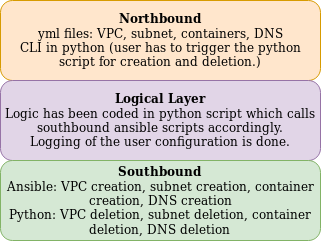 Northbound
yml files: VPC, subnet, containers, DNS
CLI in python (user has to trigger the python
script for creation and deletion.)
Logical Layer
Logic has been coded in python script which calls
southbound ansible scripts accordingly.
Logging of the user configuration is done.
Southbound
Ansible: VPC creation, subnet creation, container
creation, DNS creation
Python: VPC deletion, subnet deletion, container
deletion, DNS deletion